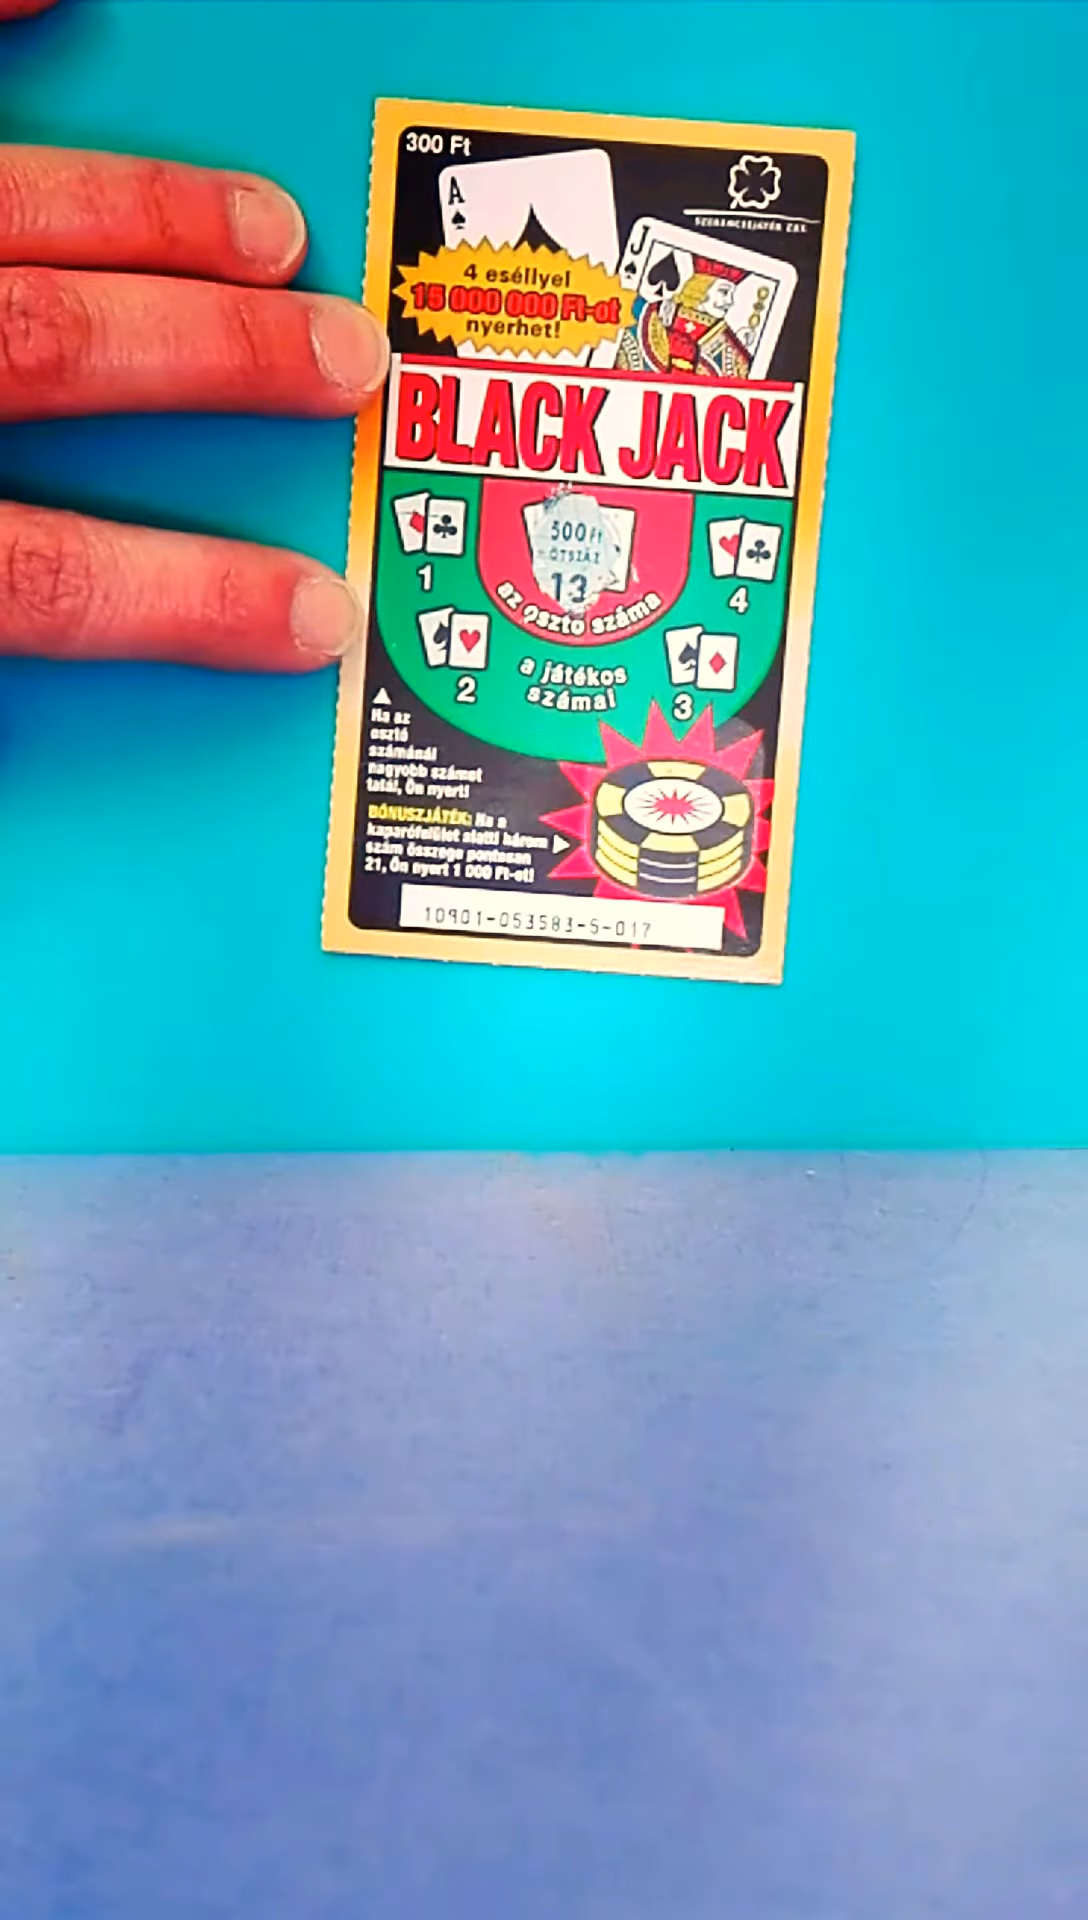 300 Ft
A
J
SZERENCSEJÁTÉK ZRT.
4 eséllyel
15 000 000 Ft-ot
nyerhet!
BLACK JACK
500 Ft
ÖTSZÁZ
13
az osztó száma
1
4
2
3
a játékos
számai
Ha az
osztó
számánál
nagyobb számot
talál, Ön nyert!
BÓNUSZJÁTÉK: Ha a
kaparófelület alatti három
szám összege pontosan
21, Ön nyert 1 000 Ft-ot!
10901-053583-5-017